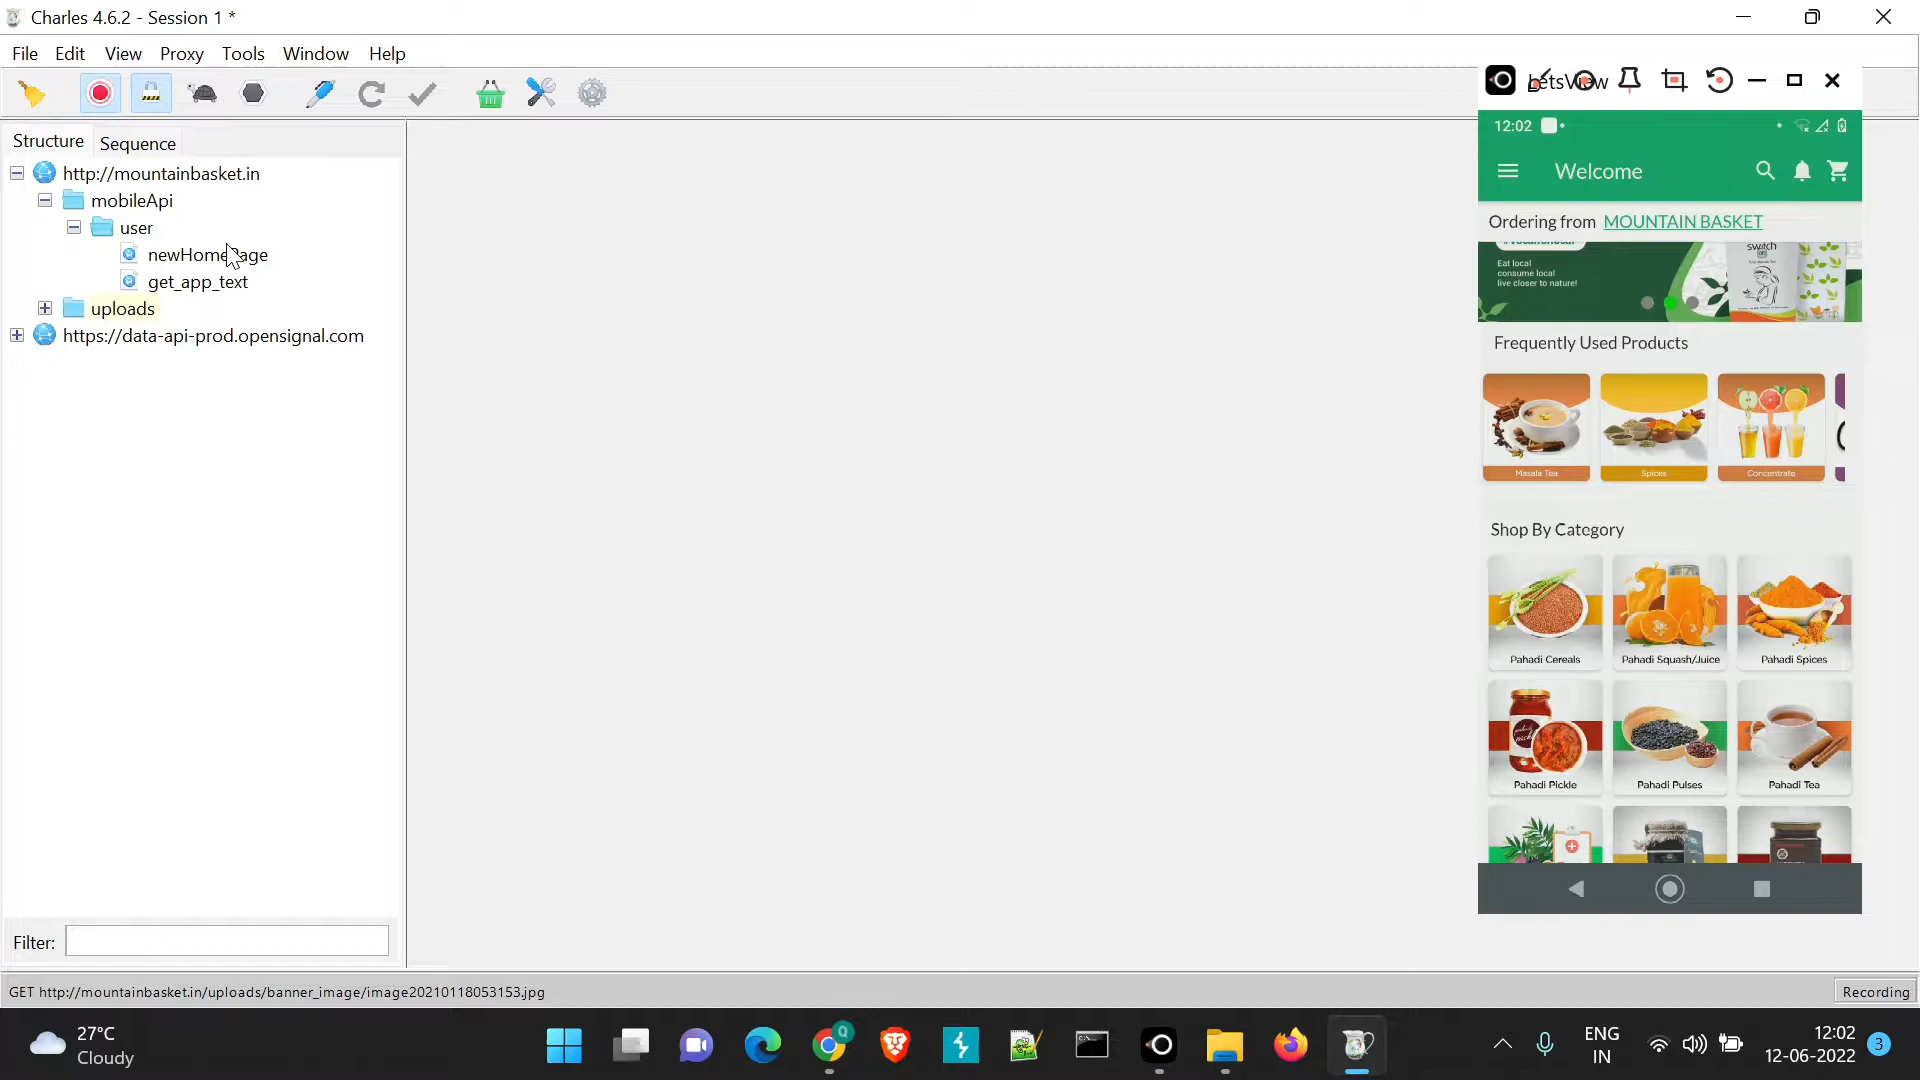 Charles 4.6.2 - Session 1 *
File Edit View Proxy Tools Window Help
LetsView
Structure
Sequence
http://mountainbasket.in
mobileApi
user
get_app_text
uploads
https://data-api-prod.opensignal.com
Filter:
GET http://mountainbasket.in/uploads/banner_image/image20210118053153.jpg
Recording
12:02
Welcome
Ordering from MOUNTAIN BASKET
switch
Eat local
consume local
live closer to nature!
Frequently Used Products
Masala Tea
Spices
Concentrate
Shop By Category
Pahadi Cereals
Pahadi Squash/Juice
Pahadi Spices
Pahadi Pickle
Pahadi Pulses
Pahadi Tea
27°C
Cloudy
ENG
IN
12:02
12-06-2022
3